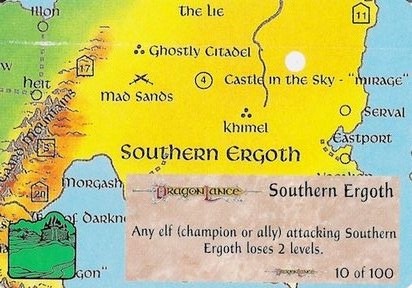 Illon
THE LIE
11
Ghostly Citadel
17
4
Castle in the Sky - "mirage"
heit
Mad Sands
Serval
Khimel
Eastport
Southern Ergoth
Morgash
28
of darkn
DragonLance
Southern Ergoth
Any elf (champion or ally) attacking Southern
Ergoth loses 2 levels.
DragonLance
10 of 100